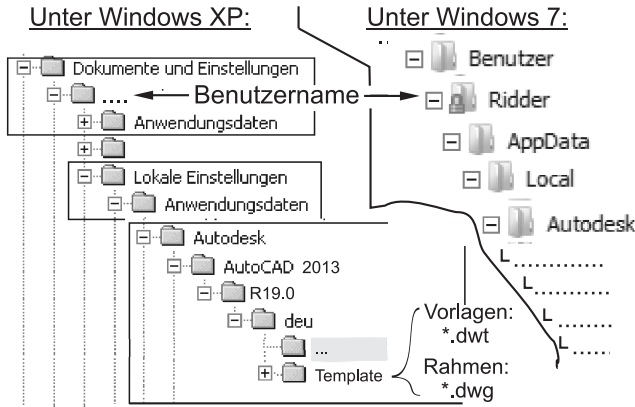 Unter Windows XP:
Dokumente und Einstellungen
....
Benutzername
Anwendungsdaten
Lokale Einstellungen
Anwendungsdaten
Autodesk
AutoCAD 2013
R19.0
deu
...
Template
Vorlagen:
*.dwt
Rahmen:
*.dwg
Unter Windows 7:
Benutzer
Ridder
AppData
Local
Autodesk